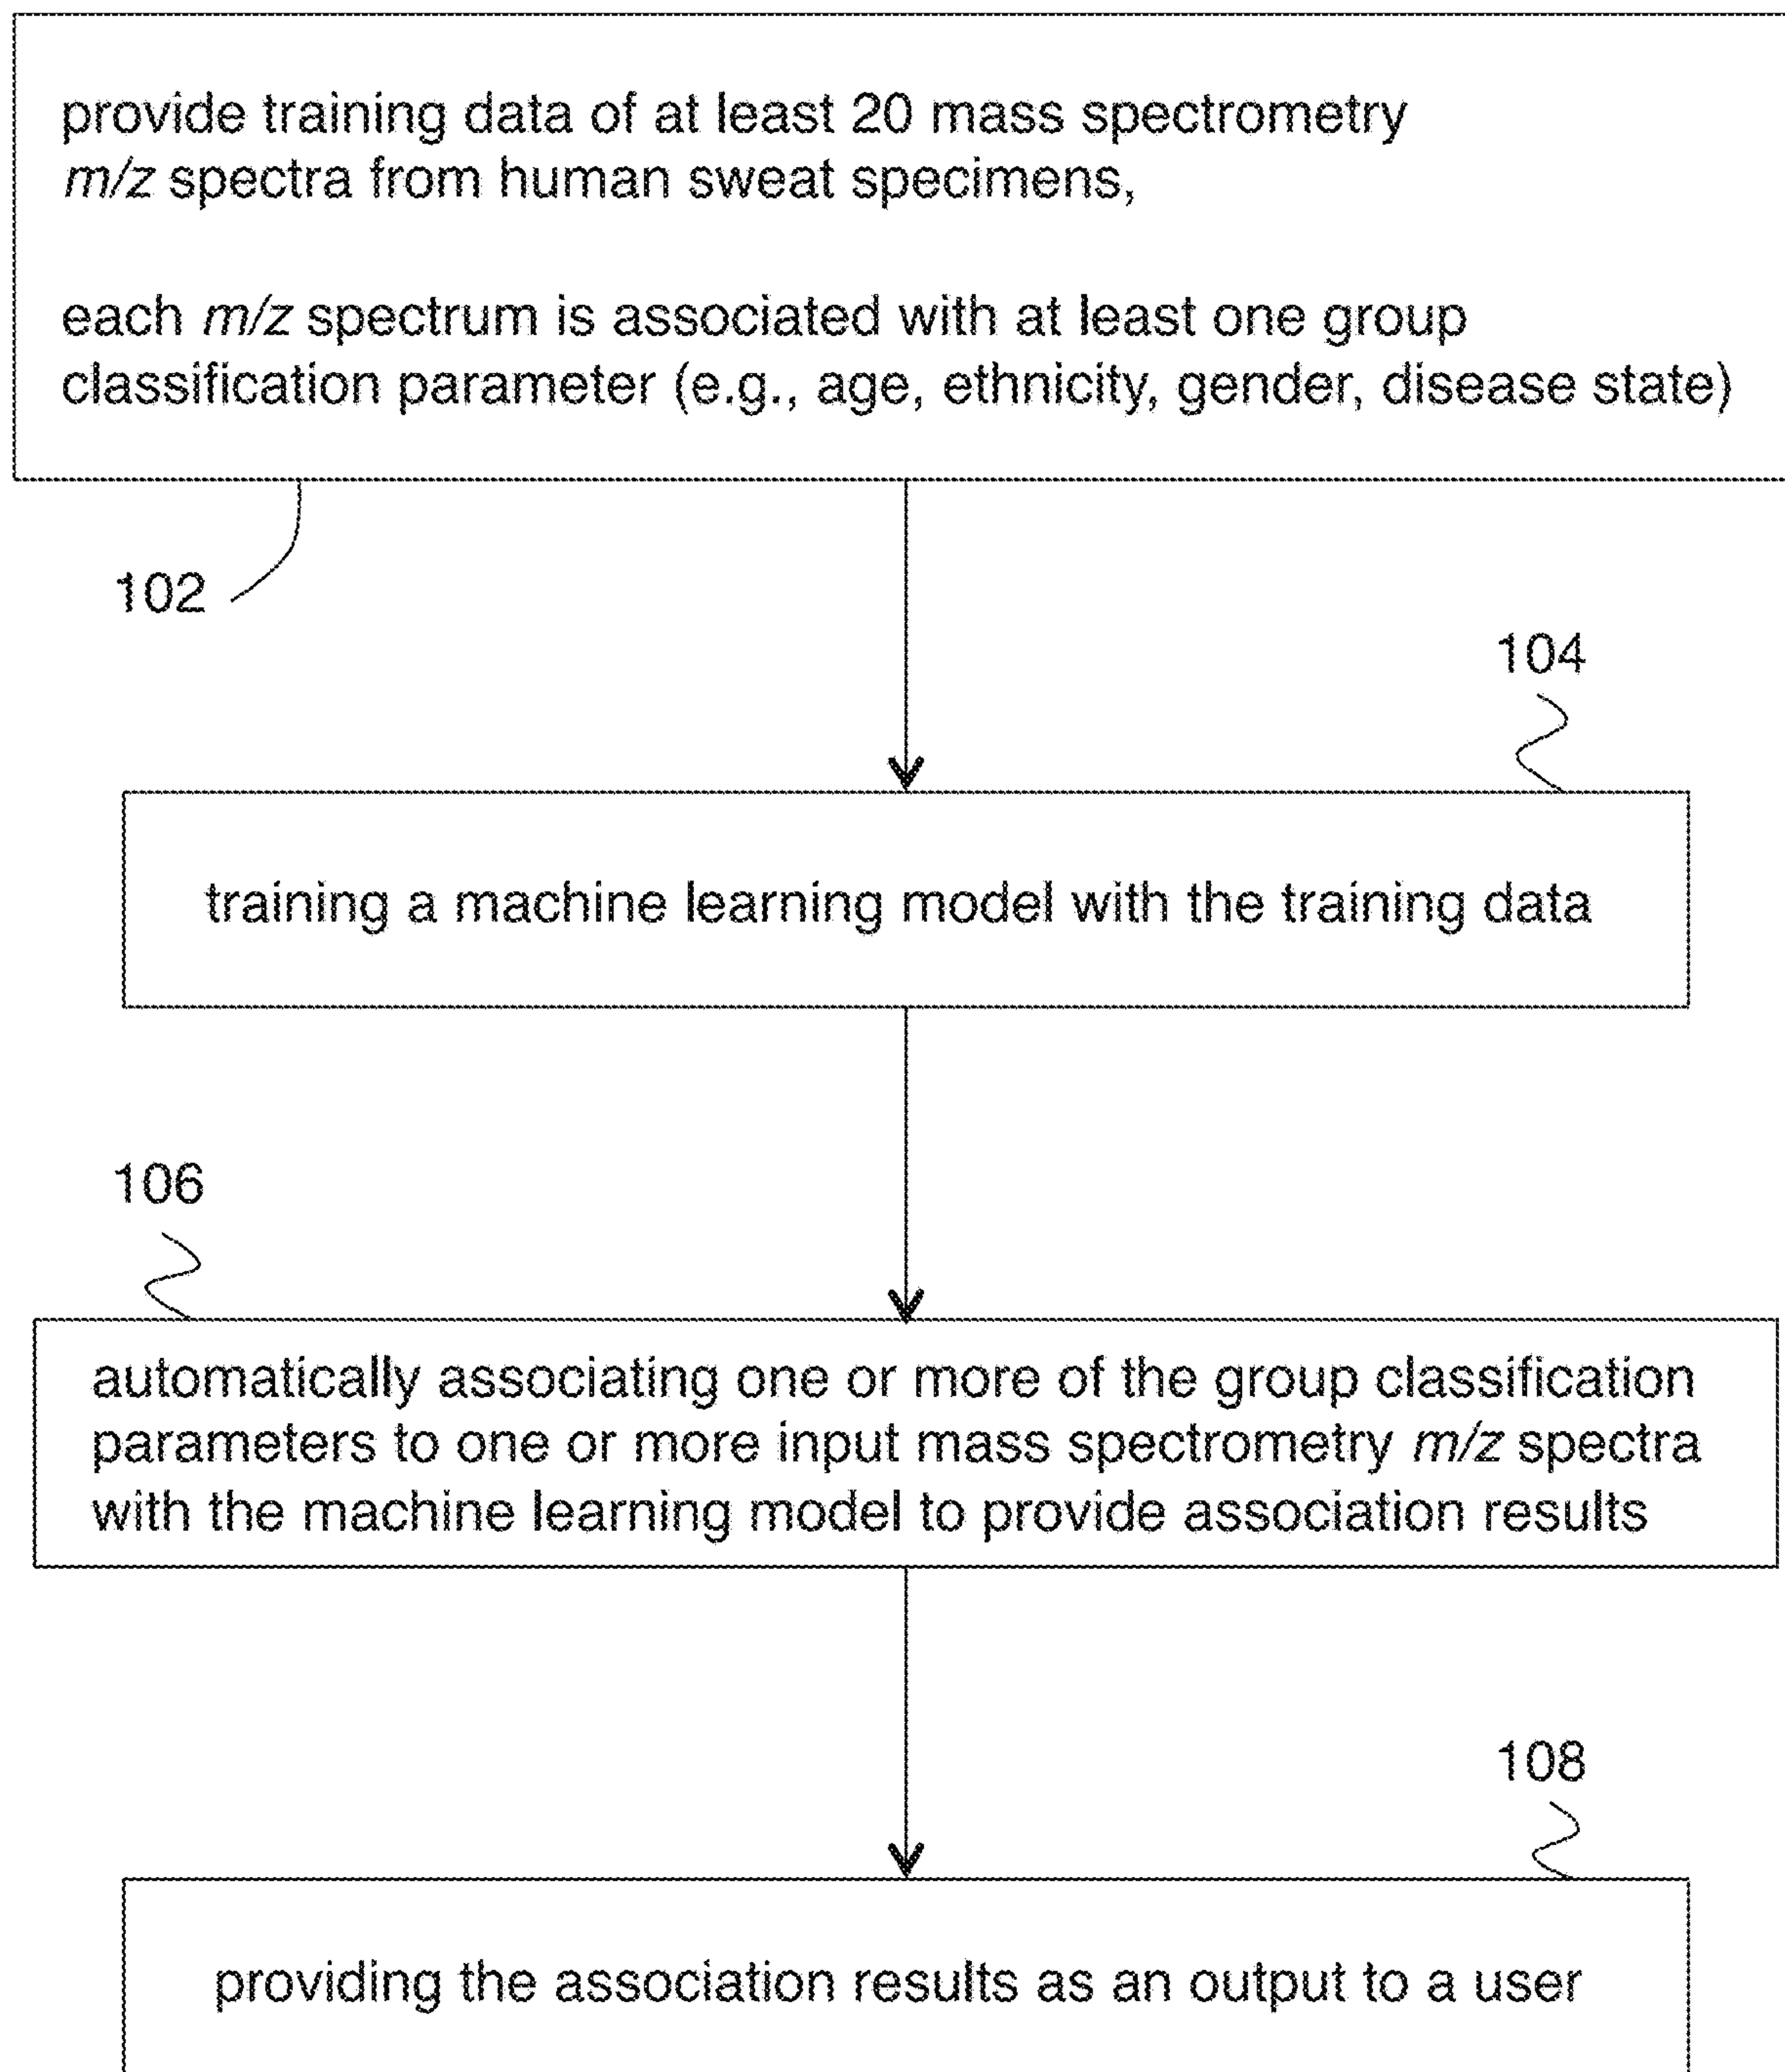 provide training data of at least 20 mass spectrometry
m/z spectra from human sweat specimens,
each m/z spectrum is associated with at least one group
classification parameter (e.g., age, ethnicity, gender, disease state)
102
104
training a machine learning model with the training data
106
automatically associating one or more of the group classification
parameters to one or more input mass spectrometry m/z spectra
with the machine learning model to provide association results
108
providing the association results as an output to a user